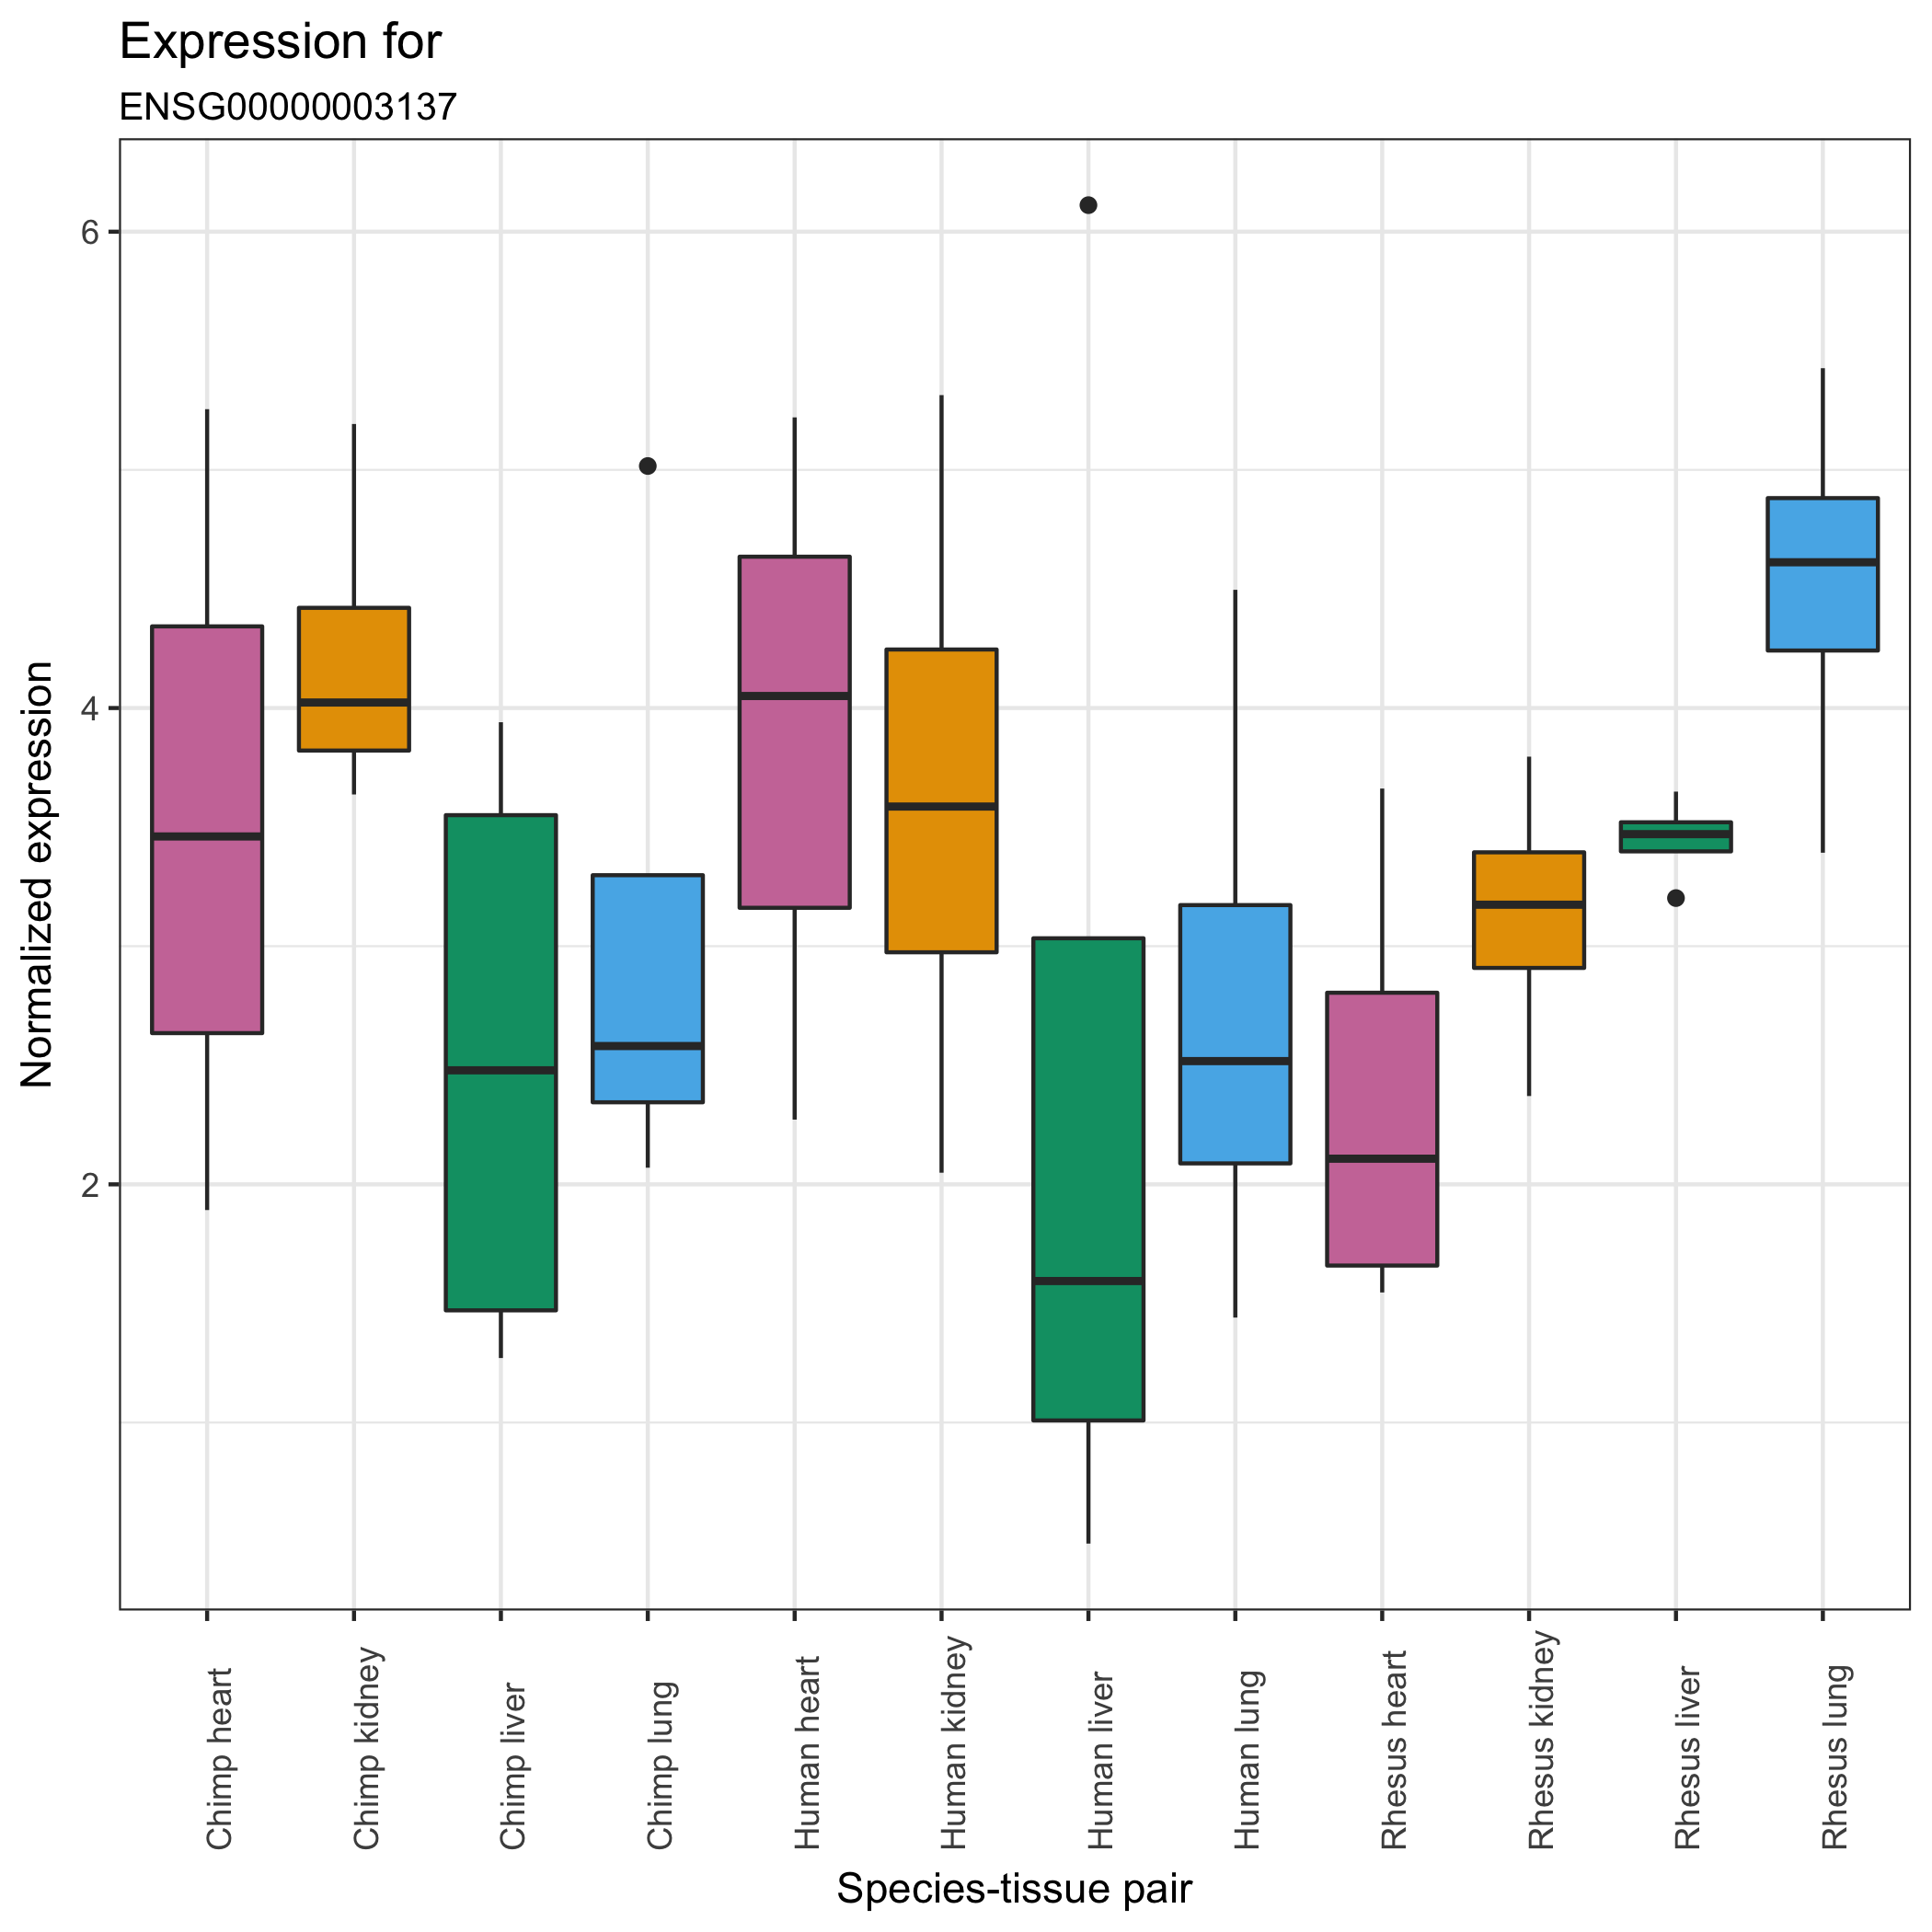 Expression for
ENSG00000003137
Normalized expression
6
4
2
Chimp heart
Chimp kidney
Chimp liver
Chimp lung
Human heart
Human kidney
Human liver
Human lung
Rhesus heart
Rhesus kidney
Rhesus liver
Rhesus lung
Species-tissue pair